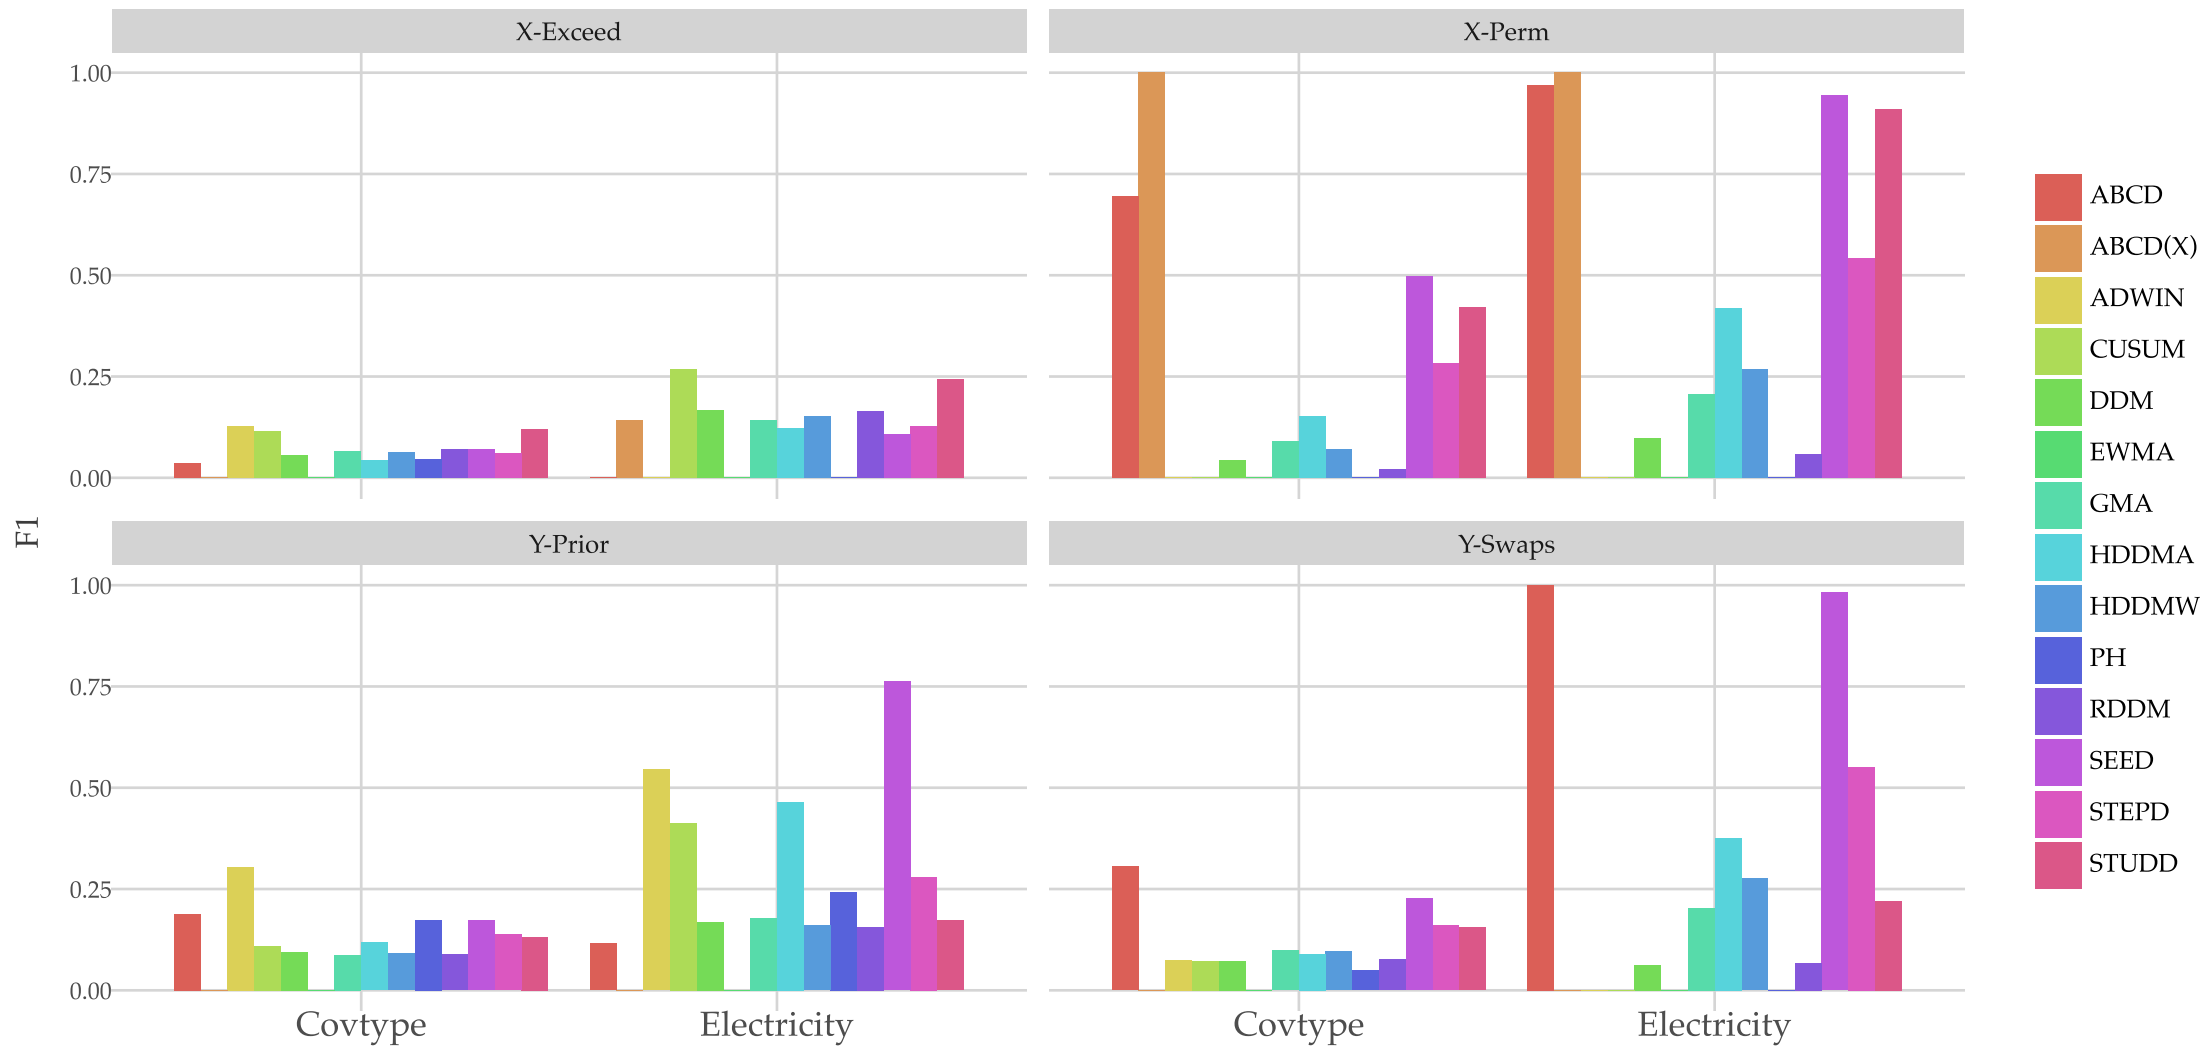 X-Exceed
X-Perm
1.00
0.75
0.50
0.25
0.00
F1
Y-Prior
Y-Swaps
1.00
0.75
0.50
0.25
0.00
Covtype
Electricity
Covtype
Electricity
ABCD
ABCD(X)
ADWIN
CUSUM
DDM
EWMA
GMA
HDDMA
HDDMW
PH
RDDM
SEED
STEPD
STUDD